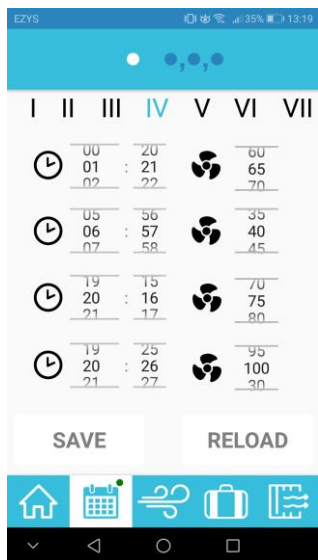 EZYS 35% 13:19
I II III IV V VI VII
00 20 60
01 : 21 65
02 22 70
05 56 35
06 : 57 40
07 58 45
19 15 70
20 : 16 75
21 17 80
19 25 95
20 : 26 100
21 27 30
SAVE RELOAD